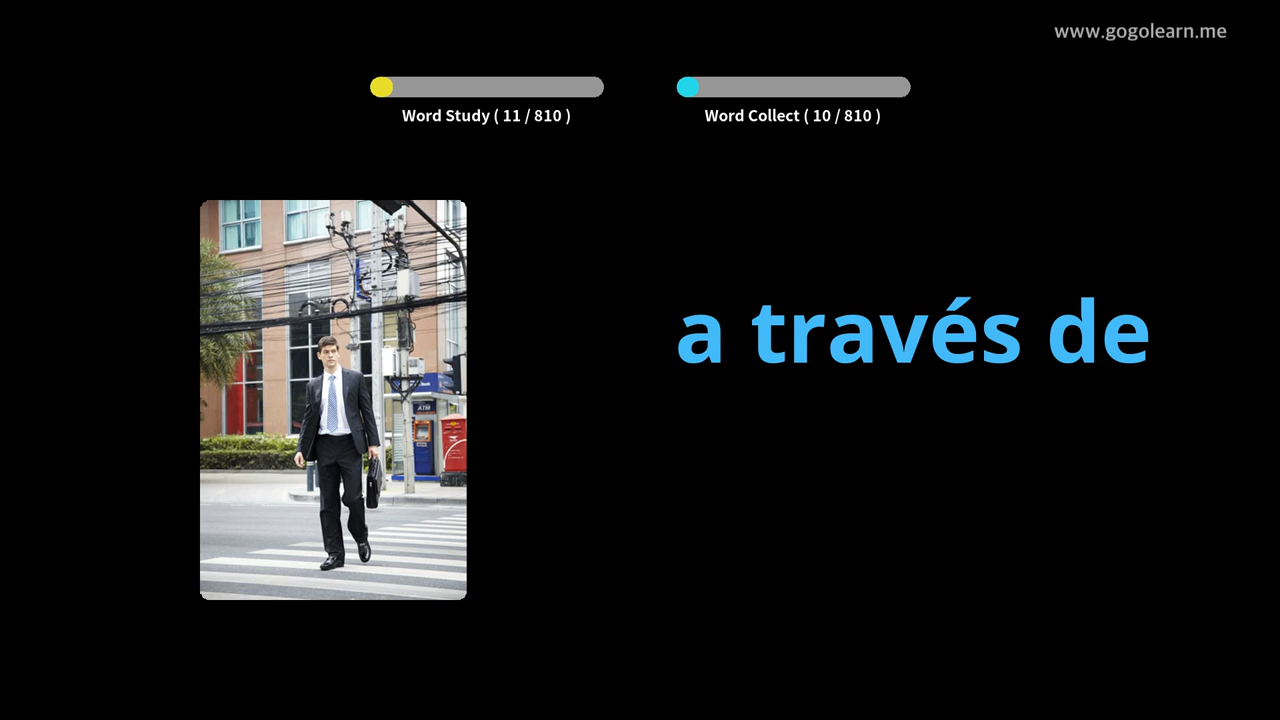 www.gogolearn.me
Word Study ( 11 / 810 )
Word Collect ( 10 / 810 )
a través de
ATM